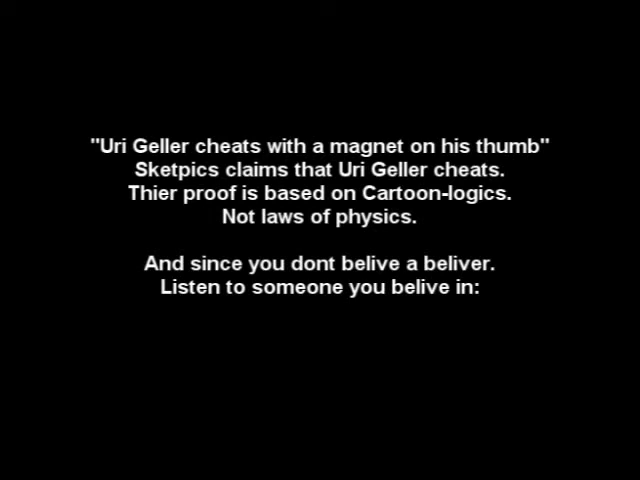 "Uri Geller cheats with a magnet on his thumb"
Sketpics claims that Uri Geller cheats.
Thier proof is based on Cartoon-logics.
Not laws of physics.
And since you dont belive a beliver.
Listen to someone you belive in: